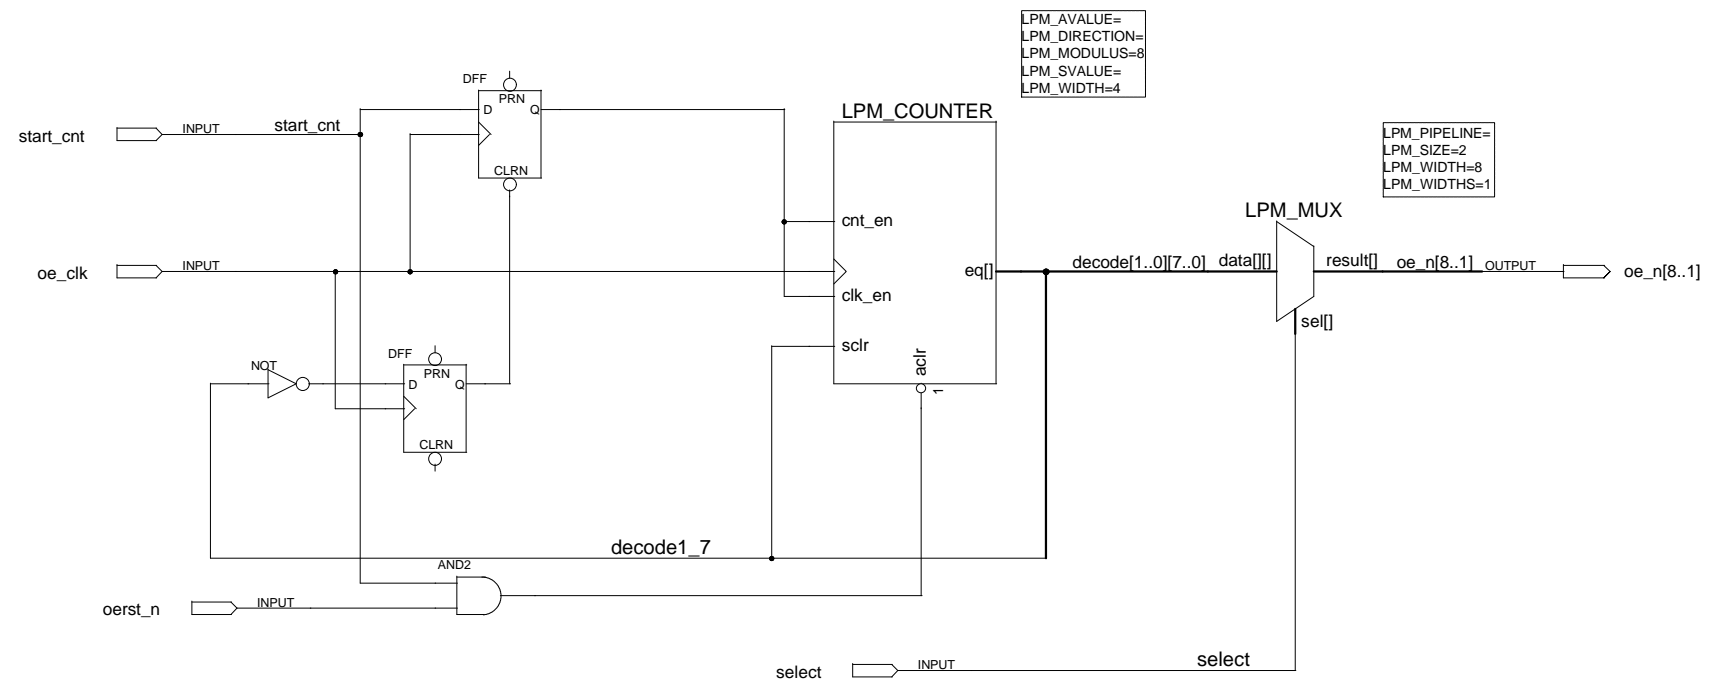 LPM_AVALUE=
LPM_DIRECTION=
LPM_MODULUS=8
LPM_SVALUE=
LPM_WIDTH=4
DFF
PRN
D
Q
CLRN
LPM_COUNTER
start_cnt
INPUT
start_cnt
LPM_PIPELINE=
LPM_SIZE=2
LPM_WIDTH=8
LPM_WIDTHS=1
LPM_MUX
cnt_en
oe_clk
INPUT
eq[]
decode[1..0][7..0]
data[][]
result[]
oe_n[8..1]
OUTPUT
oe_n[8..1]
clk_en
sel[]
sclr
aclr
1
NOT
DFF
PRN
D
Q
CLRN
decode1_7
AND2
oerst_n
INPUT
select
INPUT
select